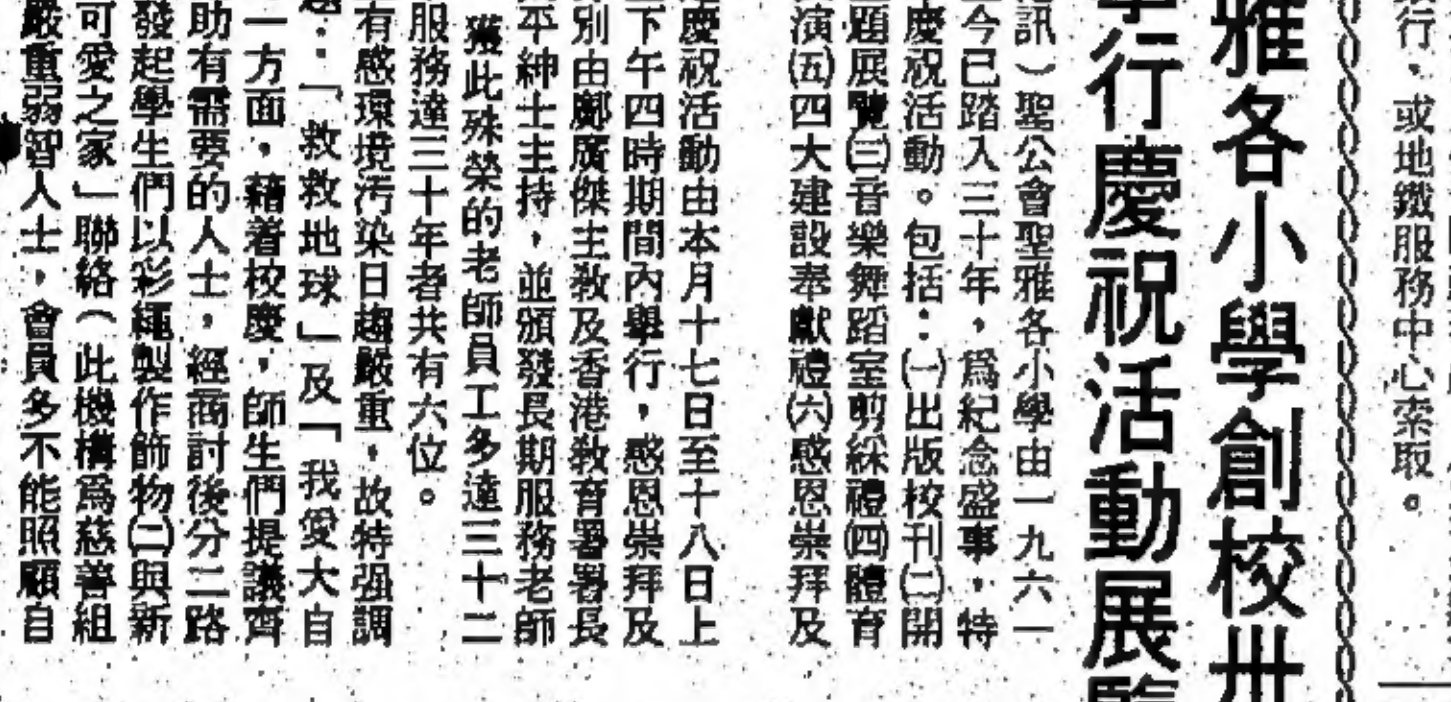 行。或地鐵服務中心索取。
雅各小學創校卅
行慶祝活動展覽
訊）聖公會聖雅各小學由一九六一
今已踏入三十年，爲紀念盛事，特
慶祝活動。包括：㈠出版校刊㈡開
題展覽㈢音樂舞蹈室剪綵禮㈣體育
演㈤四大建設奉獻禮㈥感恩崇拜及
慶祝活動由本月十七日至十八日上
下午四時期間內舉行，感恩崇拜及
別由鄺廣傑主教及香港教育署署長
平紳士主持，並頒發長期服務老師
獲此殊榮的老師員工多達三十二
服務達三十年者共有六位。
有感環境汚染日趨嚴重，故特强調
：「救救地球」及「我愛大自
一方面，藉着校慶，師生們提議齊
助有需要的人士，經商討後分二路
發起學生們以彩繩製作飾物㈡與新
可愛之家」聯絡（此機構爲慈善組
嚴重弱智人士，會員多不能照顧自